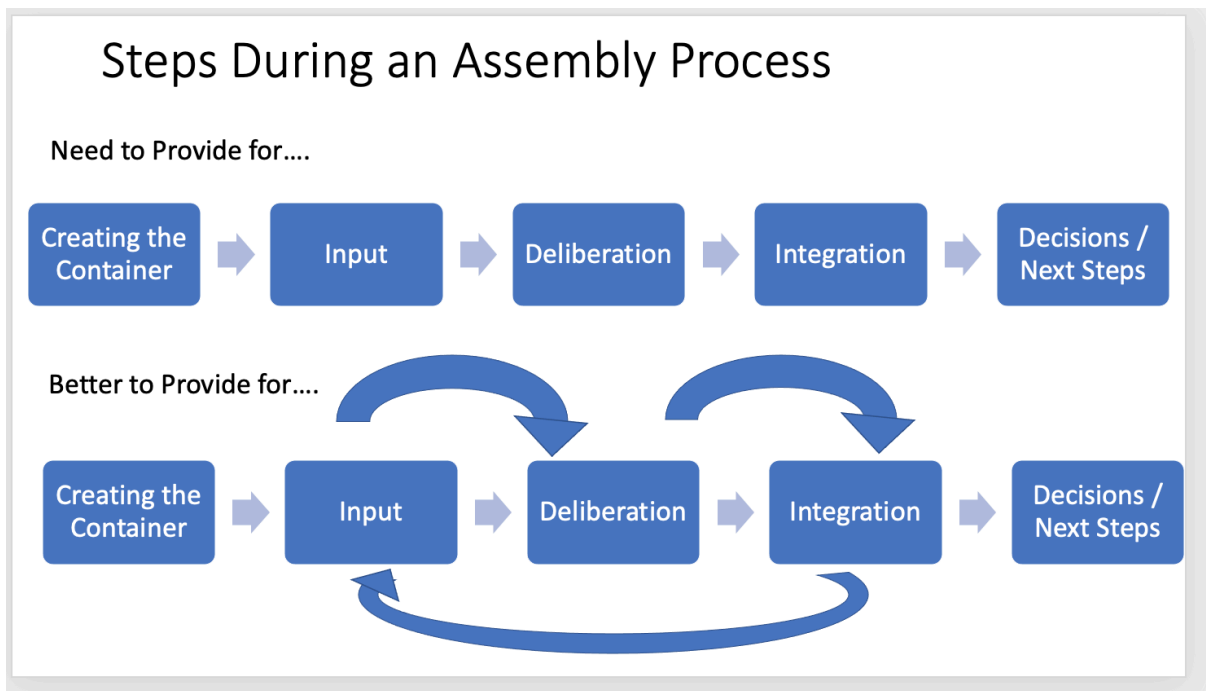 Steps During an Assembly Process
Need to Provide for....
Creating the
Container
Input
Deliberation
Integration
Decisions /
Next Steps
Better to Provide for....
Creating the
Container
Input
Deliberation
Integration
Decisions /
Next Steps